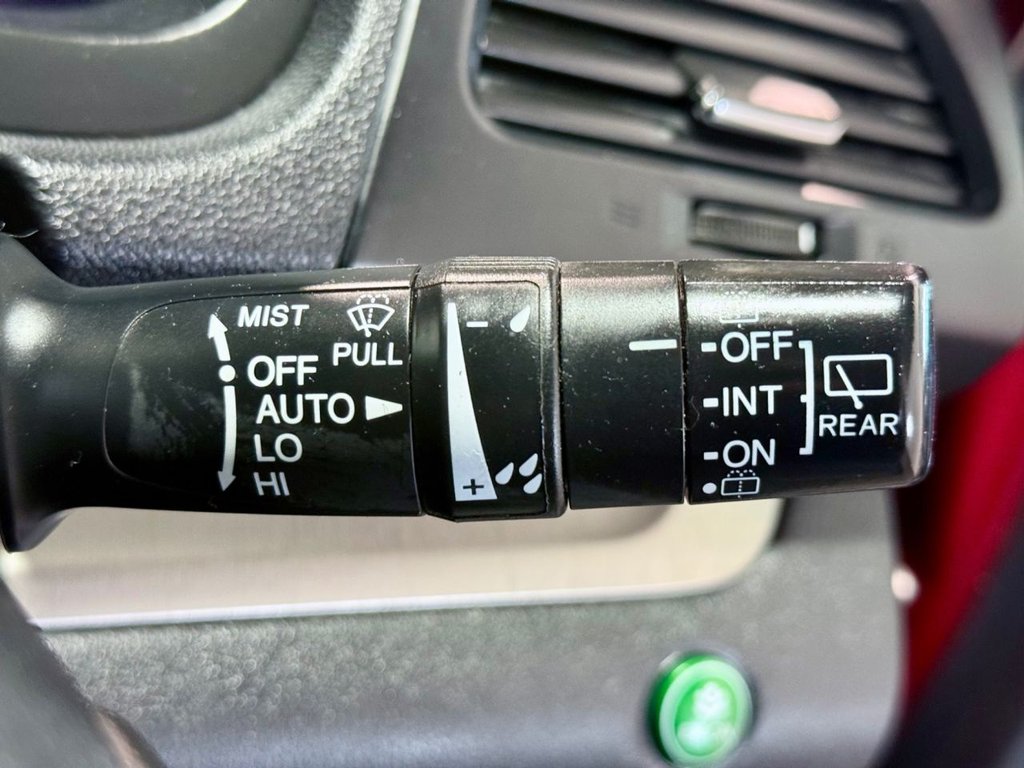 MIST
PULL
OFF
AUTO
LO
HI
-
+
-OFF
-INT
-ON
REAR